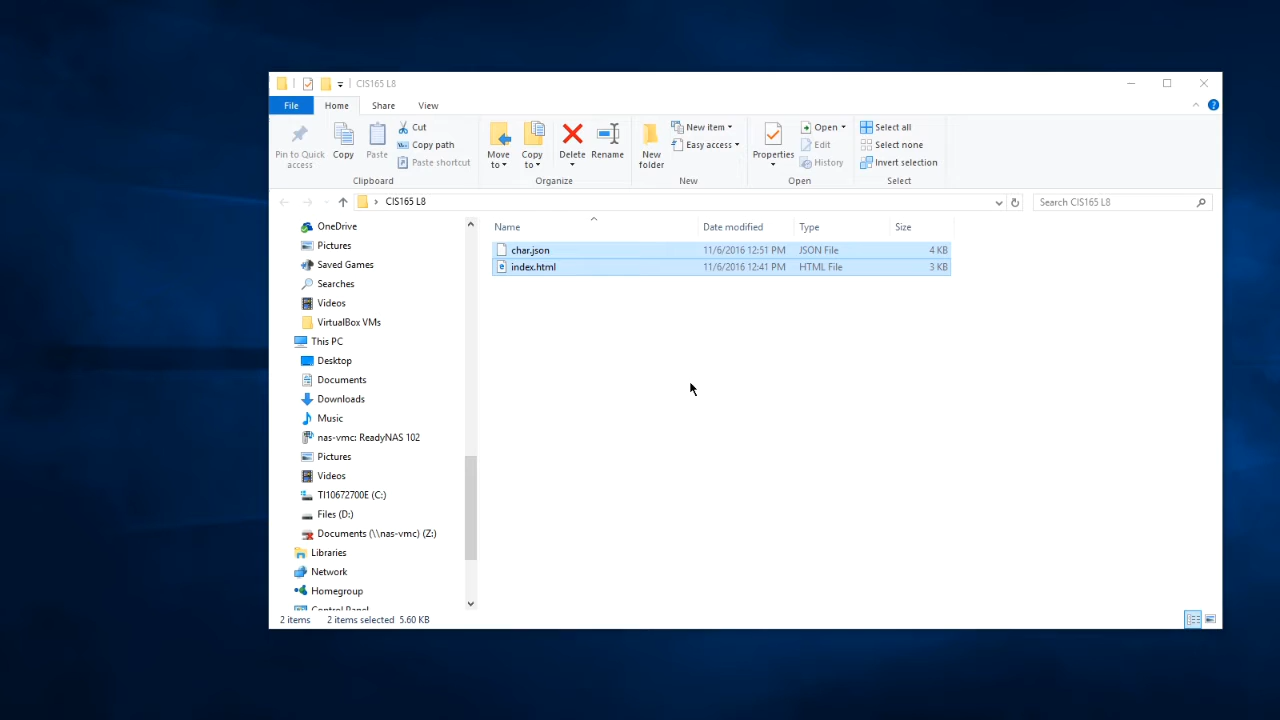 CIS165 L8
File Home Share View
Pin to Quick access
Copy
Paste
Cut
Copy path
Paste shortcut
Clipboard
Move to
Copy to
Delete
Rename
Organize
New folder
New item
Easy access
New
Properties
Open
Edit
History
Open
Select all
Select none
Invert selection
Select
CIS165 L8
Search CIS165 L8
OneDrive
Pictures
Saved Games
Searches
Videos
VirtualBox VMs
This PC
Desktop
Documents
Downloads
Music
nas-vmc: ReadyNAS 102
Pictures
Videos
TI10672700E (C:)
Files (D:)
Documents (\\nas-vmc) (Z:)
Libraries
Network
Homegroup
Control Panel
Name Date modified Type Size
char.json 11/6/2016 12:51 PM JSON File 4 KB
index.html 11/6/2016 12:41 PM HTML File 3 KB
2 items 2 items selected 5.60 KB